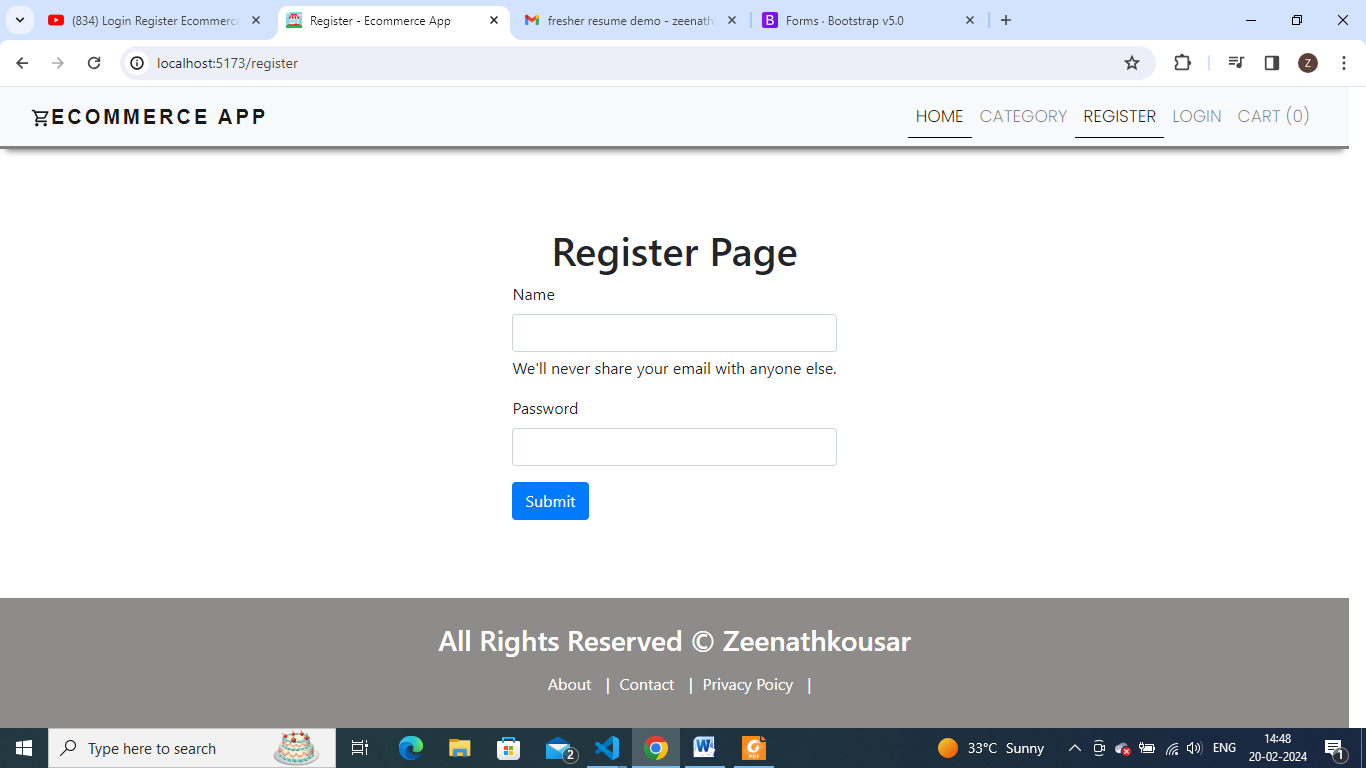 (834) Login Register Ecommerce
Register - Ecommerce App
fresher resume demo - zeenath
Forms · Bootstrap v5.0
localhost:5173/register
Z
ECOMMERCE APP
HOME
CATEGORY
REGISTER
LOGIN
CART (0)
Register Page
Name
We'll never share your email with anyone else.
Password
Submit
All Rights Reserved © Zeenathkousar
About | Contact | Privacy Poicy |
Type here to search
2
33°C Sunny
ENG
14:48
20-02-2024
1